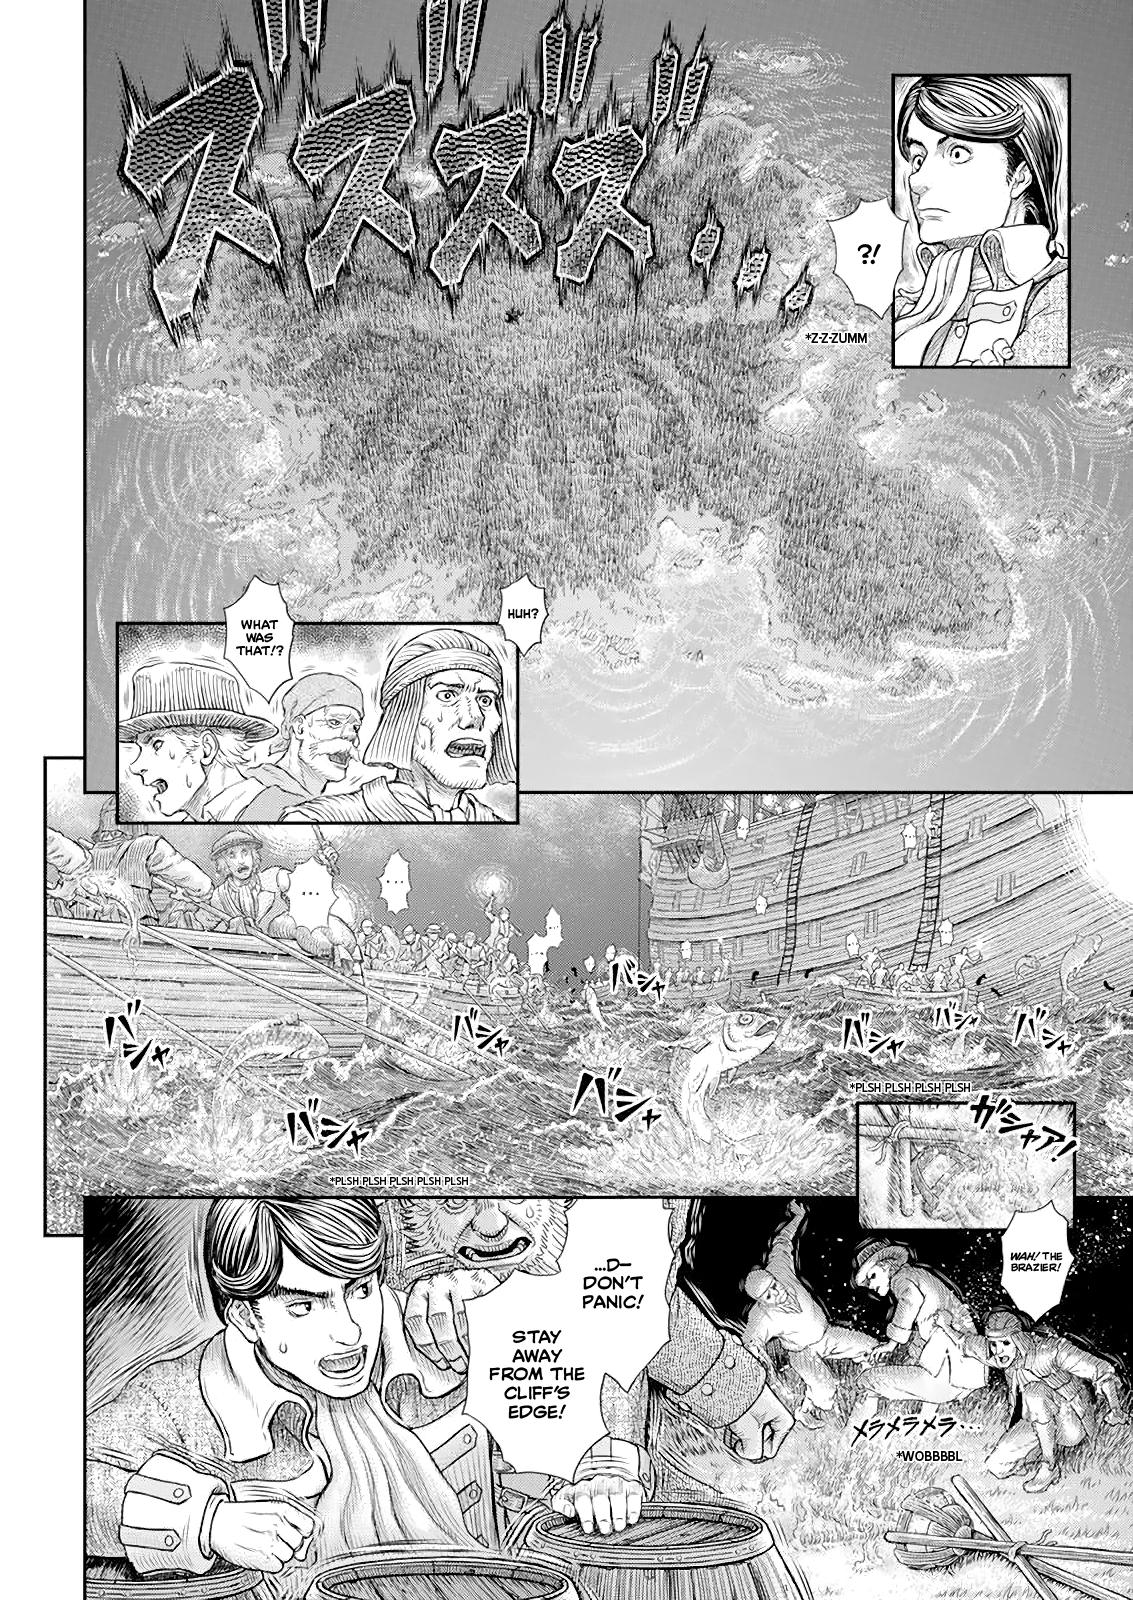 ズズズズ
?!
*Z-Z-ZUMM
HUH?
WHAT
WAS
THAT!?
...
...
バシャ
バシャ
バシャ
バシャ
バシャ
バシャ
バシャ
バシャ
*PLSH PLSH PLSH PLSH
*PLSH PLSH PLSH PLSH PLSH
ガシャア!
WAH! THE
BRAZIER!
メラメラメラ...
*WOBBBBL
...D—
DON'T
PANIC!
STAY
AWAY
FROM THE
CLIFF'S
EDGE!